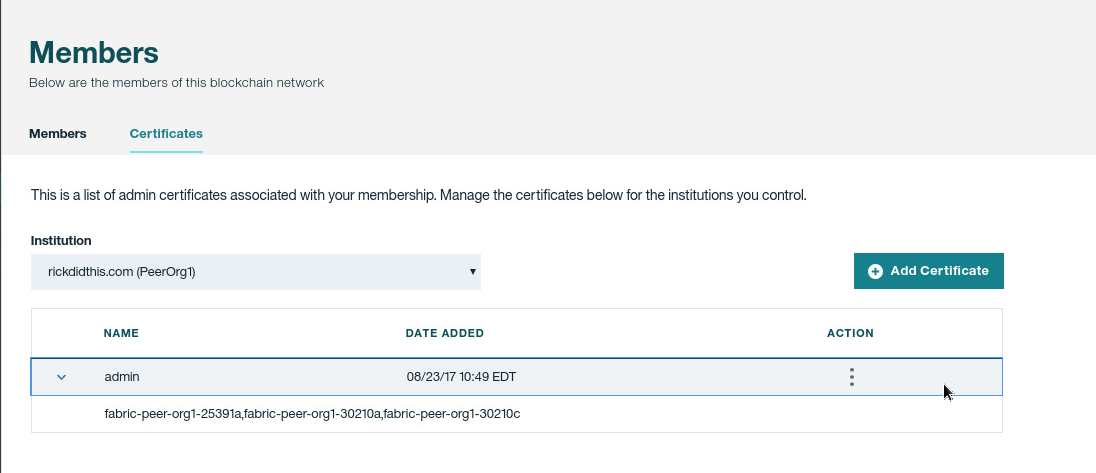 Members
Below are the members of this blockchain network
Members Certificates
This is a list of admin certificates associated with your membership. Manage the certificates below for the institutions you control.
Institution
rickdidthis.com (PeerOrg1)
Add Certificate
NAME DATE ADDED ACTION
admin 08/23/17 10:49 EDT
fabric-peer-org1-25391a,fabric-peer-org1-30210a,fabric-peer-org1-30210c